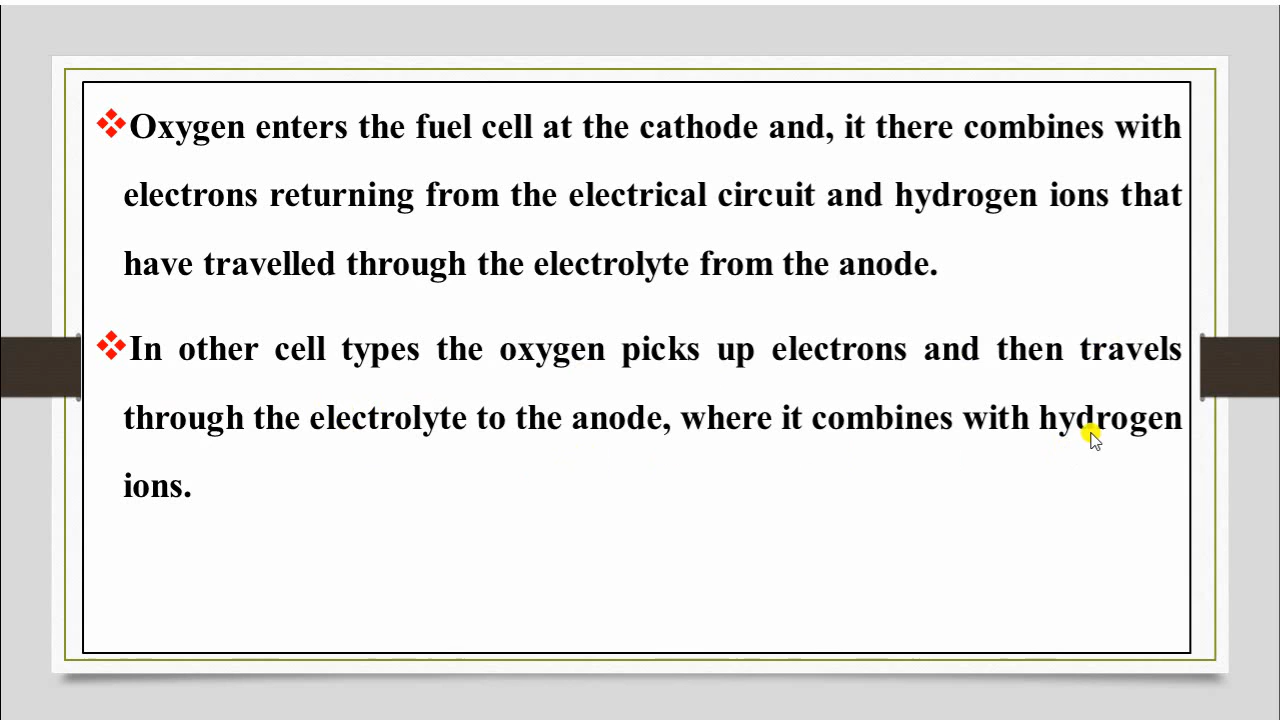 Oxygen enters the fuel cell at the cathode and, it there combines with
electrons returning from the electrical circuit and hydrogen ions that
have travelled through the electrolyte from the anode.
In other cell types the oxygen picks up electrons and then travels
through the electrolyte to the anode, where it combines with hydrogen
ions.